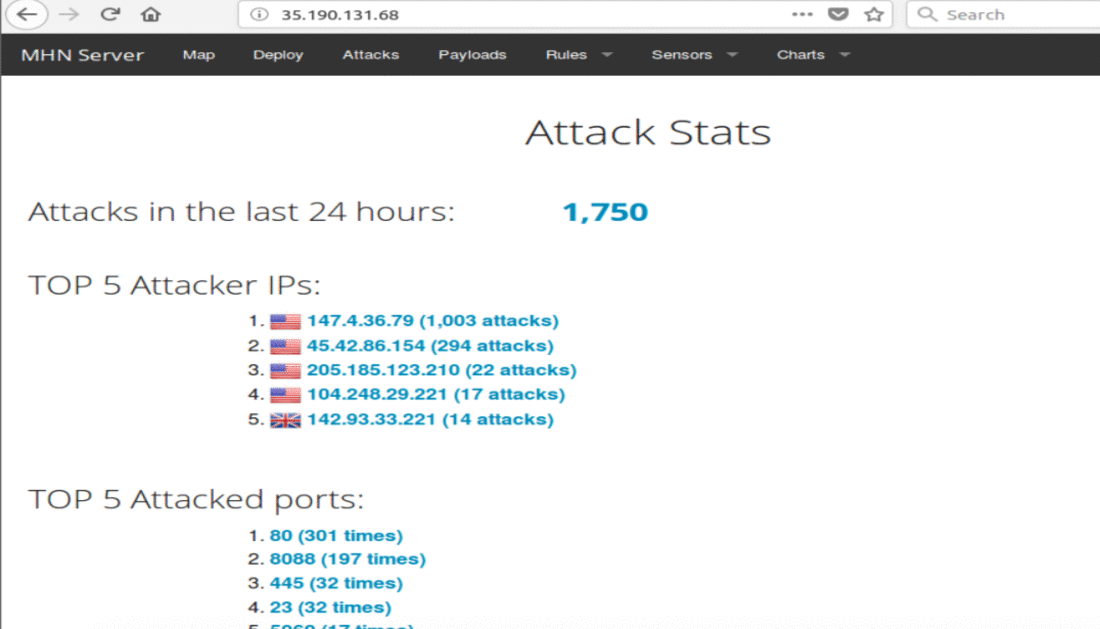 35.190.131.68
Search
MHN Server Map Deploy Attacks Payloads Rules Sensors Charts
Attack Stats
Attacks in the last 24 hours: 1,750
TOP 5 Attacker IPs:
1. 147.4.36.79 (1,003 attacks)
2. 45.42.86.154 (294 attacks)
3. 205.185.123.210 (22 attacks)
4. 104.248.29.221 (17 attacks)
5. 142.93.33.221 (14 attacks)
TOP 5 Attacked ports:
1. 80 (301 times)
2. 8088 (197 times)
3. 445 (32 times)
4. 23 (32 times)
5. (17 times)